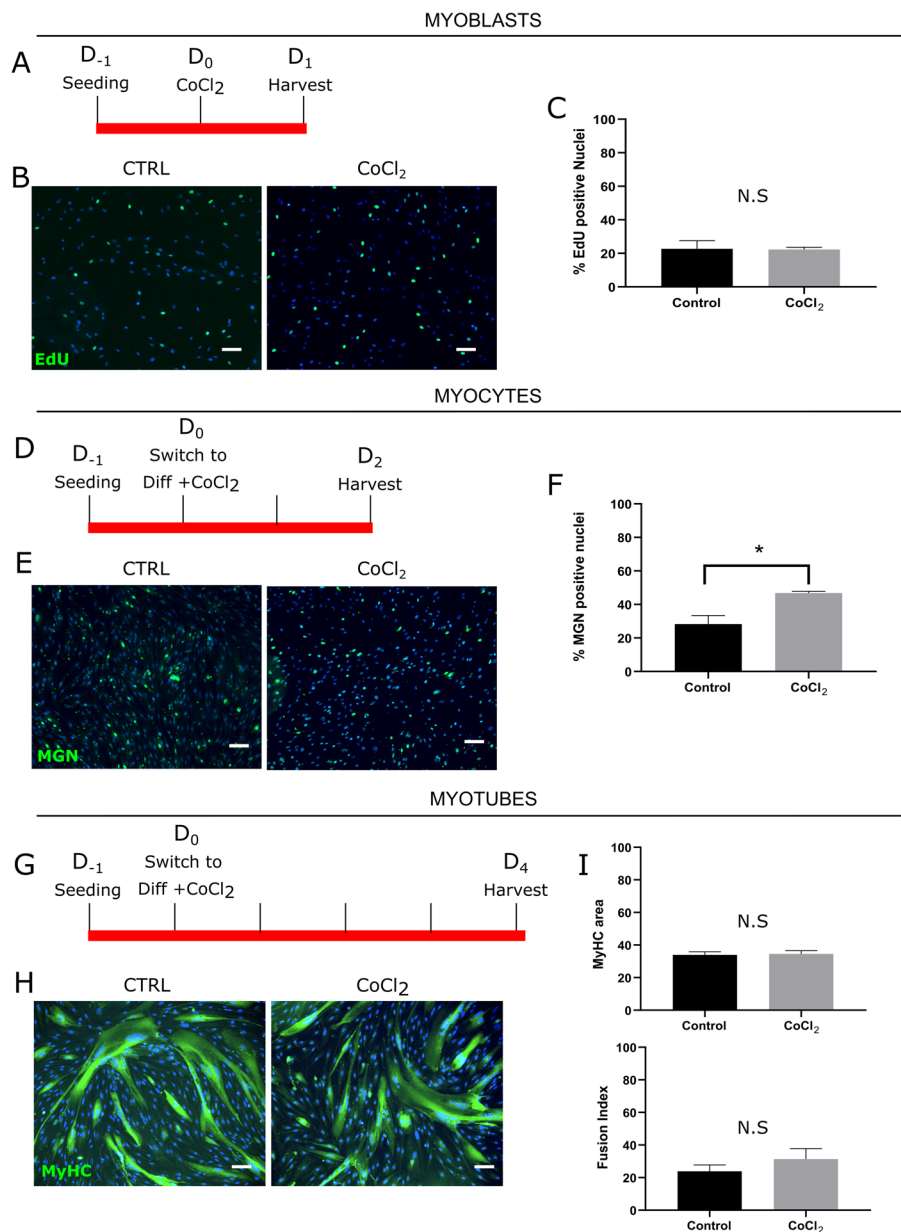 MYOBLASTS
A
D-1
Seeding
D0
CoCl2
D1
Harvest
B
CTRL
CoCl2
EdU
C
% EdU positive Nuclei
100
80
60
40
20
0
N.S
Control
CoCl2
MYOCYTES
D
D-1
Seeding
D0
Switch to
Diff +CoCl2
D2
Harvest
E
CTRL
CoCl2
MGN
F
% MGN positive nuclei
100
80
60
40
20
0
*
Control
CoCl2
MYOTUBES
G
D-1
Seeding
D0
Switch to
Diff +CoCl2
D4
Harvest
H
CTRL
CoCl2
MyHC
I
MyHC area
100
80
60
40
20
0
N.S
Control
CoCl2
Fusion Index
100
80
60
40
20
0
N.S
Control
CoCl2